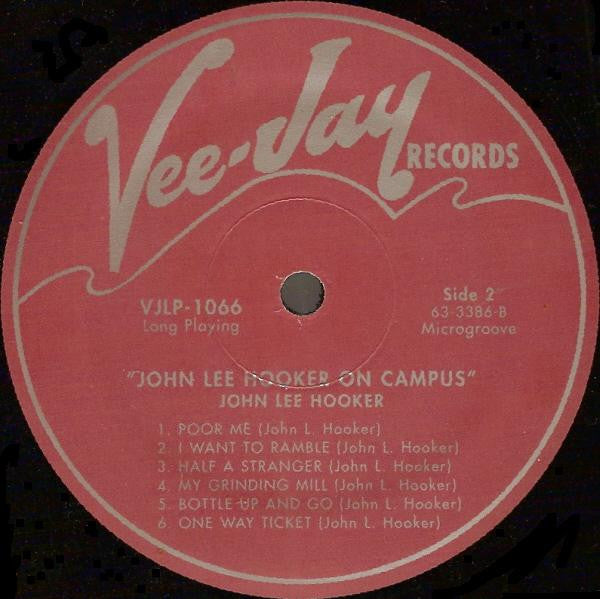 Vee-Jay
RECORDS
VJLP-1066
Long Playing
Side 2
63-3386-B
Microgroove
"JOHN LEE HOOKER ON CAMPUS"
JOHN LEE HOOKER
1. POOR ME (John L. Hooker)
2. I WANT TO RAMBLE (John L. Hooker)
3. HALF A STRANGER (John L. Hooker)
4. MY GRINDING MILL (John L. Hooker)
5. BOTTLE UP AND GO (John L. Hooker)
6. ONE WAY TICKET (John L. Hooker)